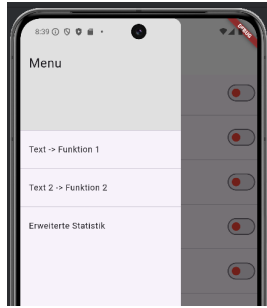 8:39
DEBUG
Menu
Text -> Funktion 1
Text 2 -> Funktion 2
Erweiterte Statistik